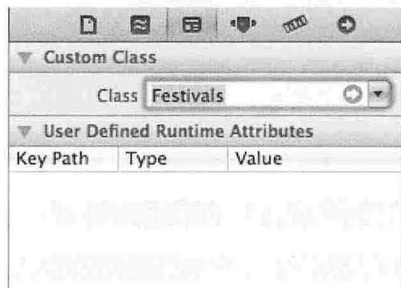 Custom Class
Class Festivals
User Defined Runtime Attributes
Key Path Type Value